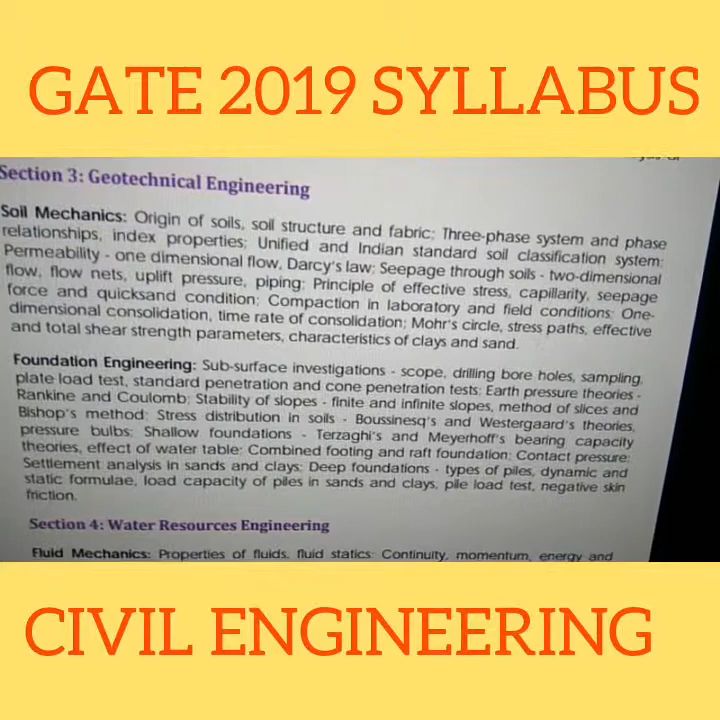 GATE 2019 SYLLABUS
Section 3: Geotechnical Engineering
Soil Mechanics: Origin of soils, soil structure and fabric; Three-phase system and phase
relationships, index properties; Unified and Indian standard soil classification system;
Permeability - one dimensional flow, Darcy's law; Seepage through soils - two-dimensional
flow, flow nets, uplift pressure, piping; Principle of effective stress, capillarity, seepage
force and quicksand condition; Compaction in laboratory and field conditions; One-
dimensional consolidation, time rate of consolidation; Mohr's circle, stress paths, effective
and total shear strength parameters, characteristics of clays and sand.
Foundation Engineering: Sub-surface investigations - scope, drilling bore holes, sampling,
plate load test, standard penetration and cone penetration tests; Earth pressure theories -
Rankine and Coulomb; Stability of slopes - finite and infinite slopes, method of slices and
Bishop's method; Stress distribution in soils - Boussinesq's and Westergaard's theories,
pressure bulbs; Shallow foundations - Terzaghi's and Meyerhoff's bearing capacity
theories, effect of water table; Combined footing and raft foundation; Contact pressure;
Settlement analysis in sands and clays; Deep foundations - types of piles, dynamic and
static formulae, load capacity of piles in sands and clays, pile load test, negative skin
friction.
Section 4: Water Resources Engineering
Fluid Mechanics: Properties of fluids, fluid statics; Continuity, momentum, energy and
CIVIL ENGINEERING